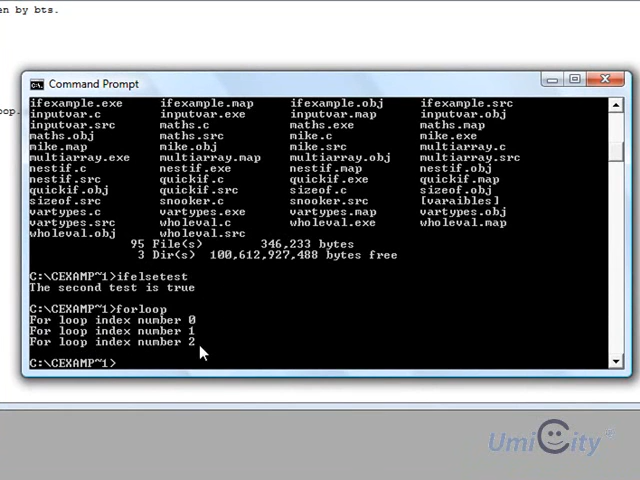 en by bts.
Command Prompt
oop.
ifexample.exe ifexample.map ifexample.obj ifexample.src
inputvar.c inputvar.exe inputvar.map inputvar.obj
inputvar.src maths.c maths.exe maths.map
maths.obj maths.src mike.c mike.exe
mike.map mike.obj mike.src multiarray.c
multiarray.exe multiarray.map multiarray.obj multiarray.src
nestif.c nestif.exe nestif.map nestif.obj
nestif.src quickif.c quickif.exe quickif.map
quickif.obj quickif.src sizeof.c sizeof.obj
sizeof.src snooker.c snooker.src [varaibles]
vartypes.c vartypes.exe vartypes.map vartypes.obj
vartypes.src wholeval.c wholeval.exe wholeval.map
wholeval.obj wholeval.src
95 File(s) 346,233 bytes
3 Dir(s) 100,612,927,488 bytes free
C:\CEXAMP~1>ifelsetest
The second test is true
C:\CEXAMP~1>forloop
For loop index number 0
For loop index number 1
For loop index number 2
C:\CEXAMP~1>
UmiCity